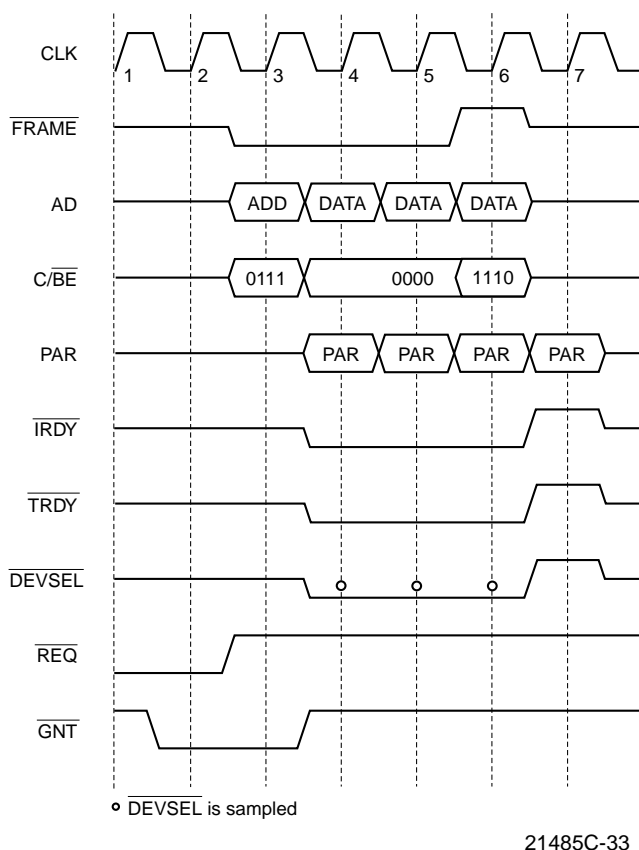 CLK
1 2 3 4 5 6 7
FRAME
AD
ADD DATA DATA DATA
C/BE
0111 0000 1110
PAR
PAR PAR PAR PAR
IRDY
TRDY
DEVSEL
REQ
GNT
DEVSEL is sampled
21485C-33